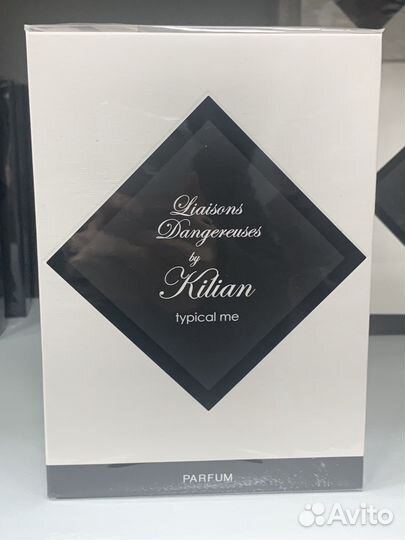 Liaisons
Dangereuses
by
Kilian
typical me
PARFUM
Avito